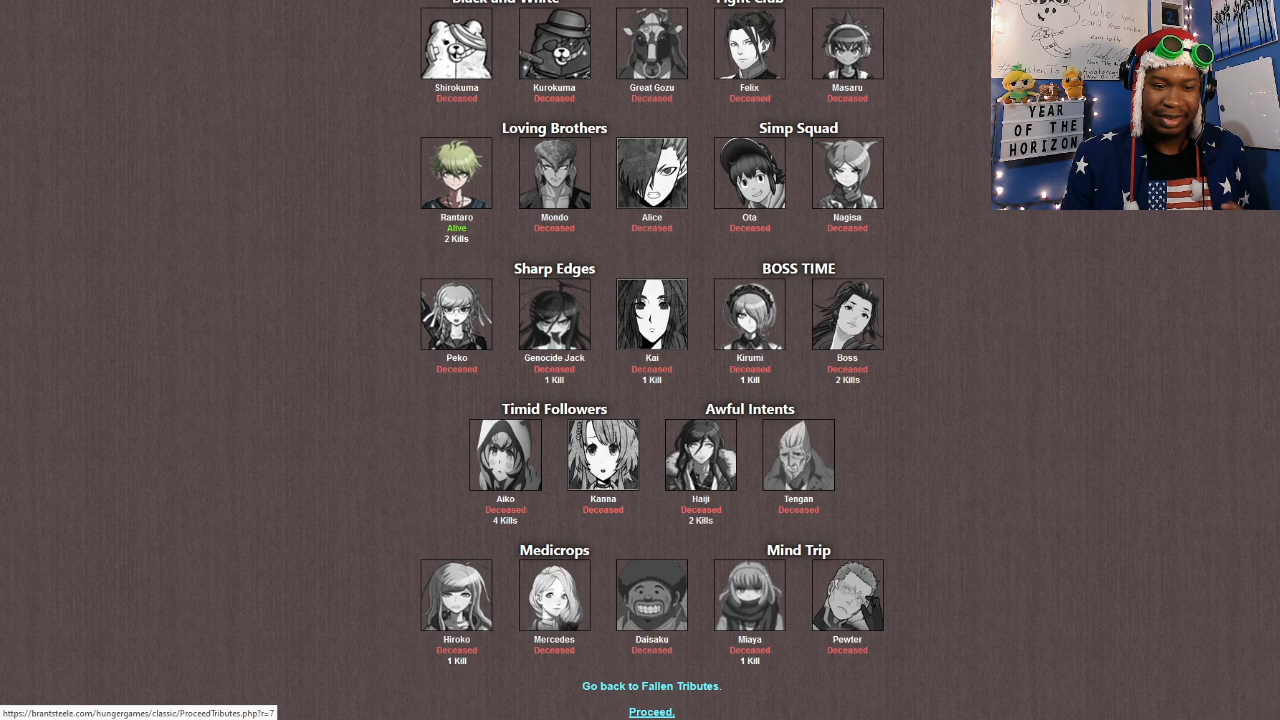 Black and White Fight Club
Shirokuma Kurokuma Great Gozu Felix Masaru
Deceased Deceased Deceased Deceased Deceased
Loving Brothers Simp Squad
Rantaro Mondo Alice Ota Nagisa
Alive Deceased Deceased Deceased Deceased
2 Kills
Sharp Edges BOSS TIME
Peko Genocide Jack Kai Kirumi Boss
Deceased Deceased Deceased Deceased Deceased
1 Kill 1 Kill 1 Kill 2 Kills
Timid Followers Awful Intents
Aiko Kanna Haiji Tengan
Deceased Deceased Deceased Deceased
4 Kills 2 Kills
Medicrops Mind Trip
Hiroko Mercedes Daisaku Miaya Pewter
Deceased Deceased Deceased Deceased Deceased
1 Kill 1 Kill
Go back to Fallen Tributes.
Proceed.
https://brantsteele.com/hungergames/classic/ProceedTributes.php?r=7
When you
YEAR
OF THE
HORIZON